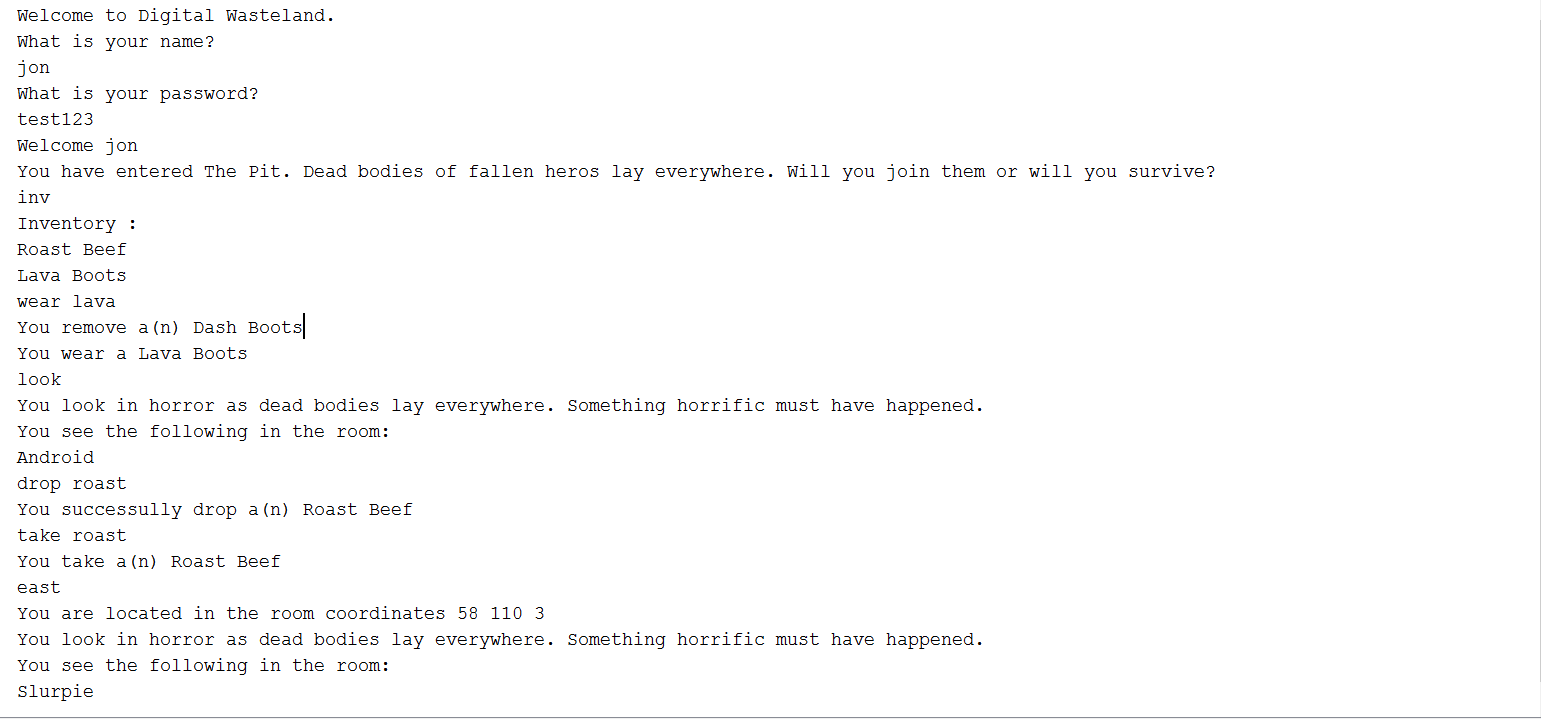 Welcome to Digital Wasteland.
What is your name?
jon
What is your password?
test123
Welcome jon
You have entered The Pit. Dead bodies of fallen heros lay everywhere. Will you join them or will you survive?
inv
Inventory :
Roast Beef
Lava Boots
wear lava
You remove a(n) Dash Boots
You wear a Lava Boots
look
You look in horror as dead bodies lay everywhere. Something horrific must have happened.
You see the following in the room:
Android
drop roast
You successully drop a(n) Roast Beef
take roast
You take a(n) Roast Beef
east
You are located in the room coordinates 58 110 3
You look in horror as dead bodies lay everywhere. Something horrific must have happened.
You see the following in the room:
Slurpie